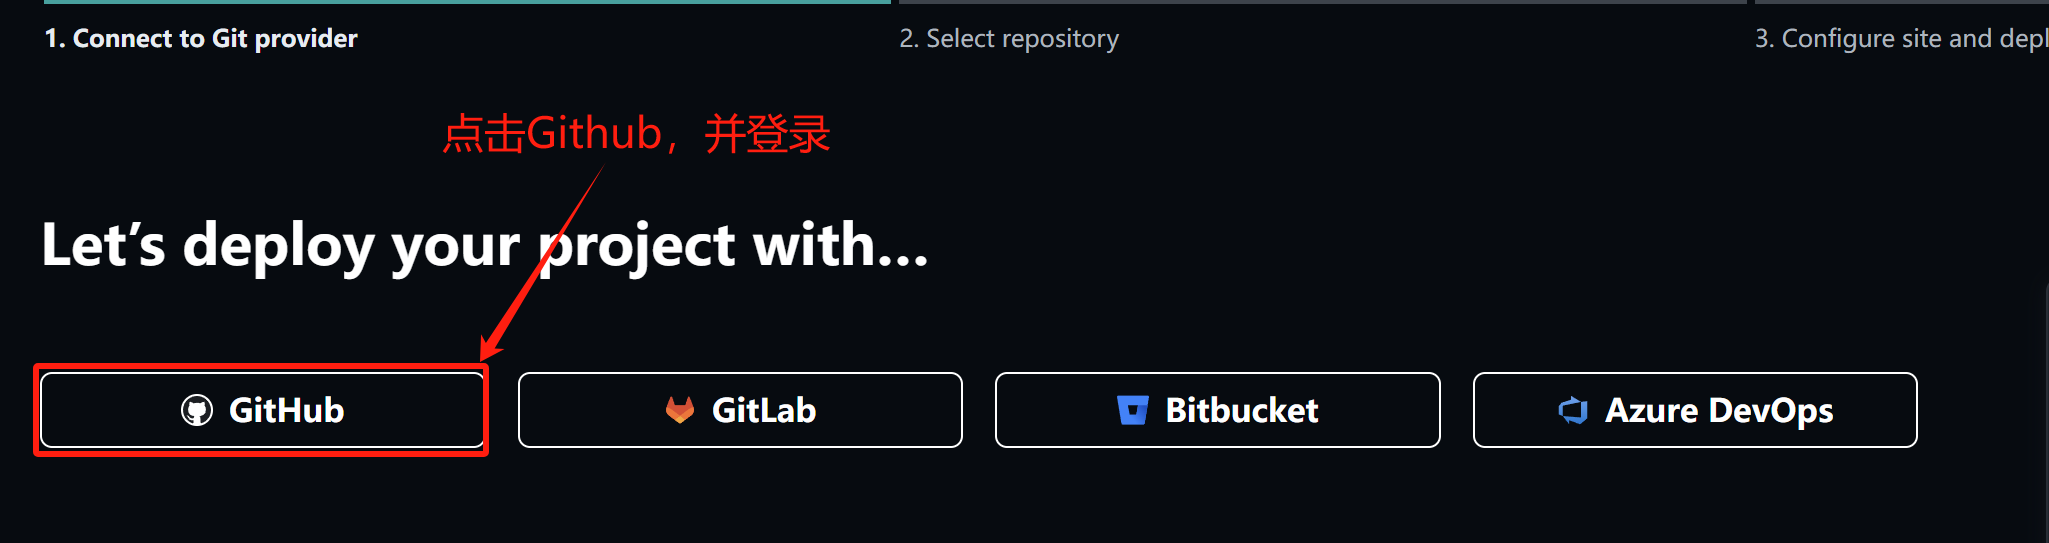 1. Connect to Git provider
2. Select repository
3. Configure site and depl
点击Github，并登录
Let’s deploy your project with…
GitHub
GitLab
Bitbucket
Azure DevOps